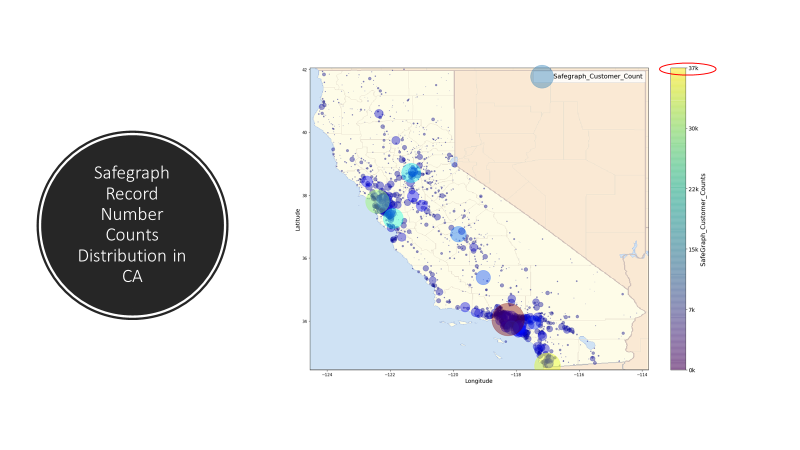 Safegraph
Record
Number
Counts
Distribution in
CA
Safegraph_Customer_Count
42
40
38
36
34
Latitude
−124
−122
−120
−118
−116
−114
Longitude
37k
30k
22k
15k
7k
0k
SafeGraph_Customer_Counts